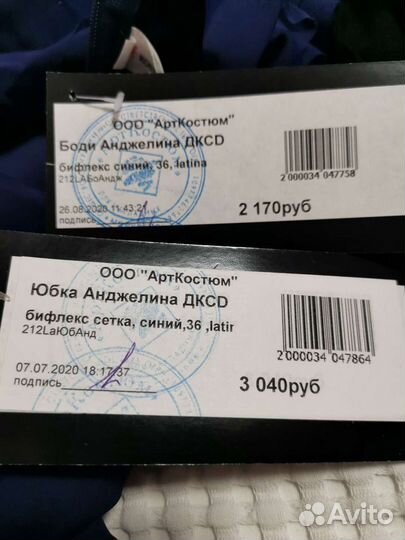 ООО "АртКостюм"
Боди Анджелина ДКСD
бифлекс синий, 36, latina
212LAБоАндж
26.08.2020 11:43:21
подпись
2 170руб
2 000034 047758
ООО "АртКостюм"
Юбка Анджелина ДКСD
бифлекс сетка, синий,36 ,latir
212LaЮбАнд
07.07.2020 18:17:37
подпись
3 040руб
2 000034 047864
Avito